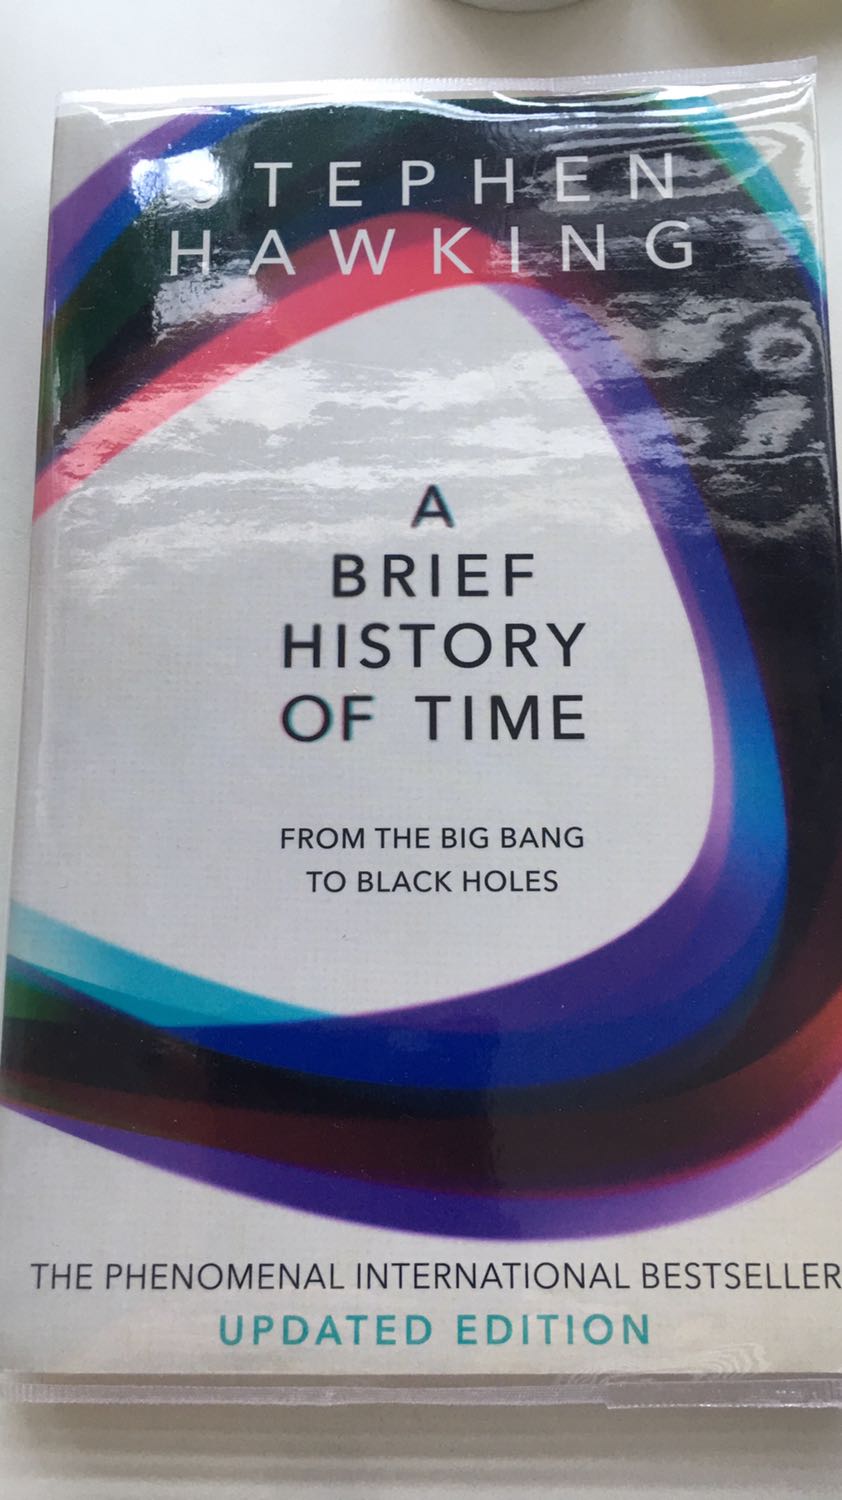 STEPHEN
HAWKING
A
BRIEF
HISTORY
OF TIME
FROM THE BIG BANG
TO BLACK HOLES
THE PHENOMENAL INTERNATIONAL BESTSELLER
UPDATED EDITION